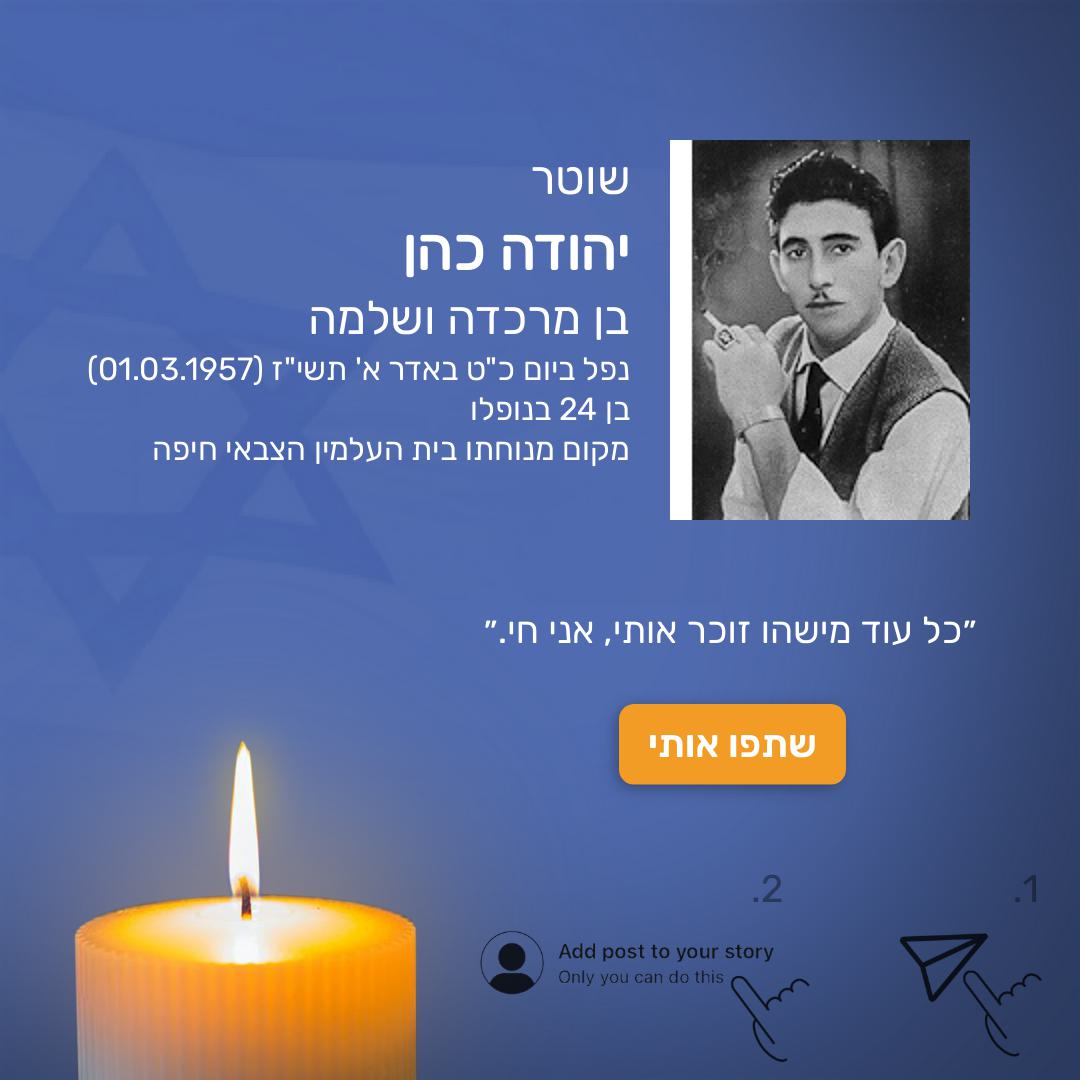 שוטר
יהודה כהן
בן מרכדה ושלמה
נפל ביום כ"ט באדר א' תשי"ז (01.03.1957)
בן 24 בנופלו
מקום מנוחתו בית העלמין הצבאי חיפה
״כל עוד מישהו זוכר אותי, אני חי.״
שתפו אותי
1.
2.
Add post to your story
Only you can do this